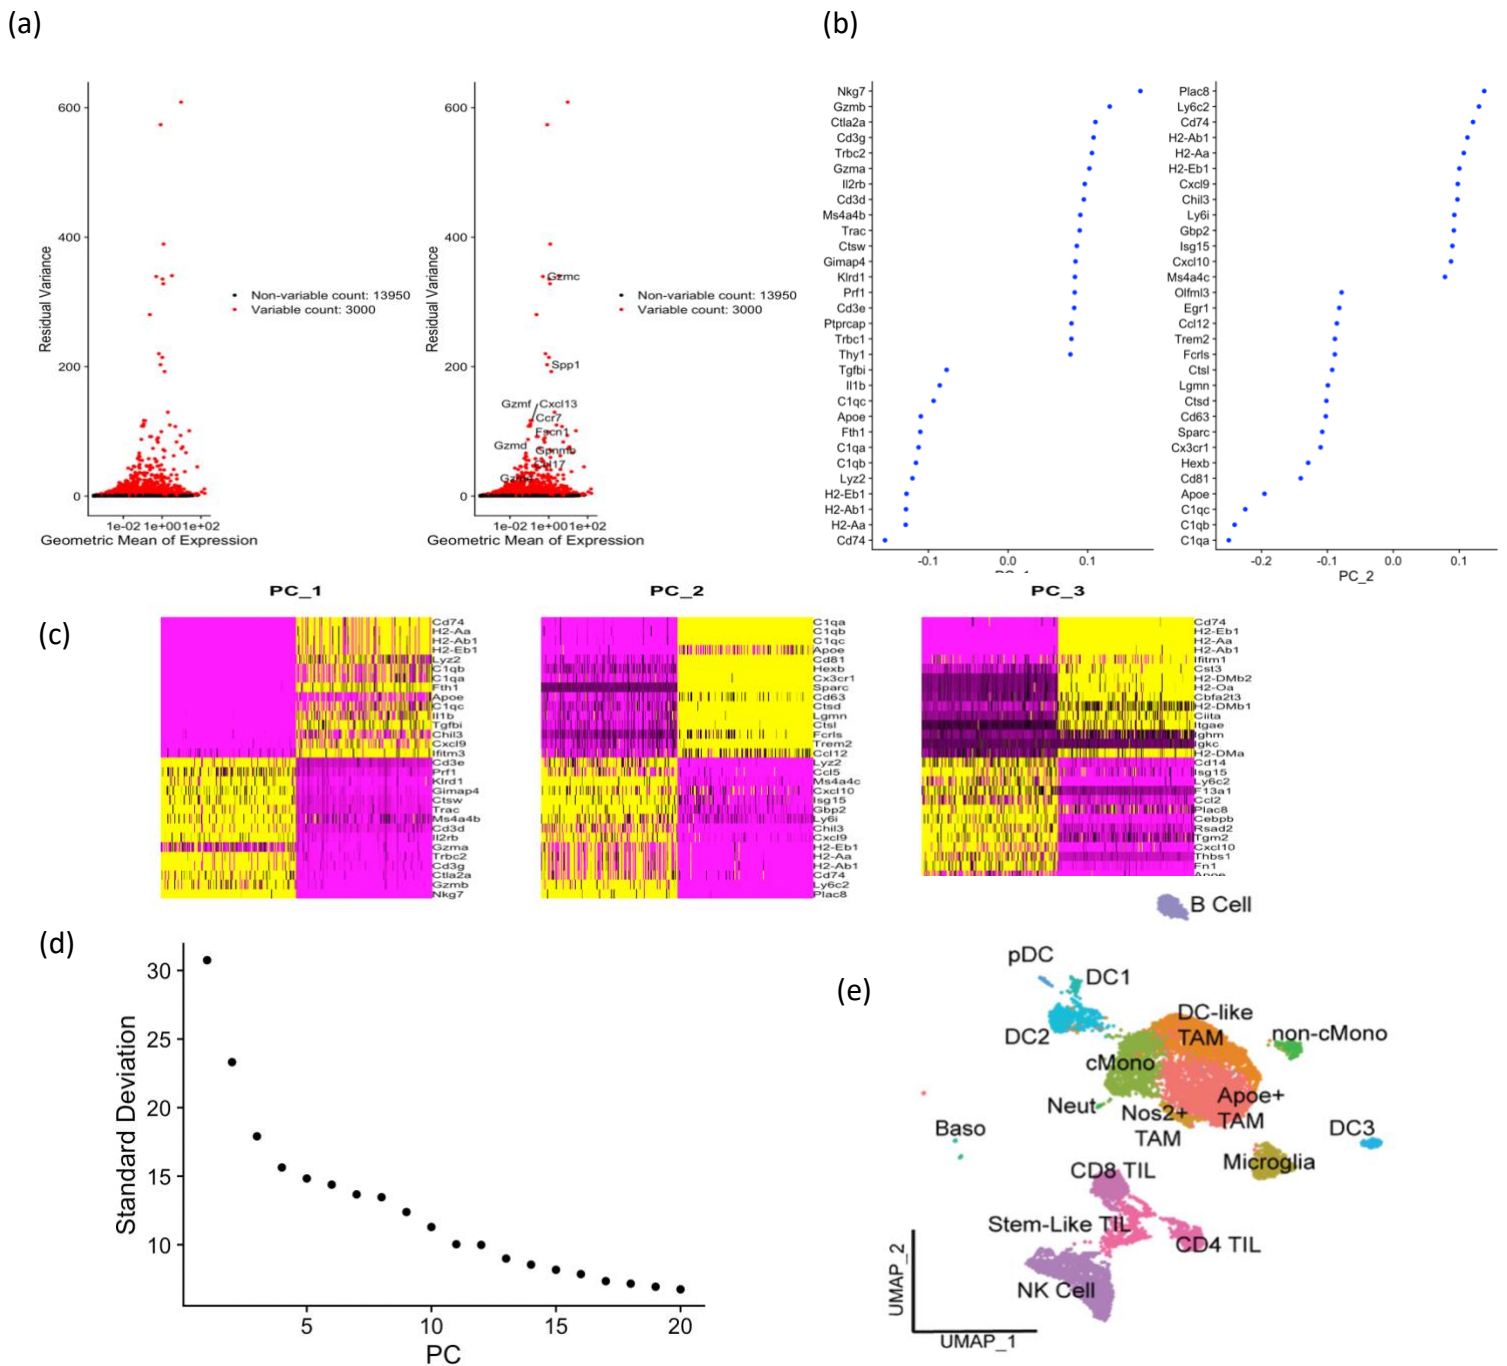 (a)
(b)
600
400
200
0
Residual Variance
1e-02 1e+001e+02
Geometric Mean of Expression
Non-variable count: 13950
Variable count: 3000
600
400
200
0
Residual Variance
Gzmc
Spp1
Gzmf
Cxcl13
Ccr7
Fscn1
Gzmd
Gpnmb
1e-02 1e+001e+02
Geometric Mean of Expression
Non-variable count: 13950
Variable count: 3000
Nkg7
Gzmb
Ctla2a
Cd3g
Trbc2
Gzma
Il2rb
Cd3d
Ms4a4b
Trac
Ctsw
Gimap4
Klrd1
Prf1
Cd3e
Ptprcap
Trbc1
Thy1
Tgfbi
Il1b
C1qc
Apoe
Fth1
C1qa
C1qb
Lyz2
H2-Eb1
H2-Ab1
H2-Aa
Cd74
-0.1
0.0
0.1
Plac8
Ly6c2
Cd74
H2-Ab1
H2-Aa
H2-Eb1
Cxcl9
Chil3
Ly6i
Gbp2
Isg15
Cxcl10
Ms4a4c
Olfml3
Egr1
Ccl12
Trem2
Fcrls
Ctsl
Lgmn
Ctsd
Cd63
Sparc
Cx3cr1
Hexb
Cd81
Apoe
C1qc
C1qb
C1qa
-0.2
-0.1
0.0
0.1
PC_2
(c)
PC_1
Cd74
H2-Aa
H2-Ab1
H2-Eb1
Lyz2
C1qb
C1qa
Fth1
Apoe
C1qc
Il1b
Tgfbi
Chil3
Cxcl9
Ifitm3
Cd3e
Prf1
Klrd1
Gimap4
Ctsw
Trac
Ms4a4b
Cd3d
Il2rb
Gzma
Trbc2
Cd3g
Ctla2a
Gzmb
Nkg7
PC_2
C1qa
C1qb
C1qc
Apoe
Cd81
Hexb
Cx3cr1
Sparc
Cd63
Ctsd
Lgmn
Ctsl
Fcrls
Trem2
Ccl12
Lyz2
Ccl5
Ms4a4c
Cxcl10
Isg15
Gbp2
Ly6i
Chil3
Cxcl9
H2-Eb1
H2-Aa
H2-Ab1
Cd74
Ly6c2
Plac8
PC_3
Cd74
H2-Eb1
H2-Aa
H2-Ab1
Ifitm1
Cst3
H2-DMb2
H2-Oa
Cbfa2t3
H2-DMb1
Ciita
Itgae
Ighm
Igkc
H2-DMa
Cd14
Isg15
Ly6c2
F13a1
Ccl2
Plac8
Cebpb
Rsad2
Tgm2
Cxcl10
Thbs1
Fn1
Apoe
(d)
30
25
20
15
10
Standard Deviation
5
10
15
20
PC
(e)
B Cell
pDC
DC1
DC2
DC-like
TAM
non-cMono
cMono
Neut
Nos2+
TAM
Apoe+
TAM
Baso
DC3
Microglia
CD8 TIL
Stem-Like TIL
CD4 TIL
NK Cell
UMAP_2
UMAP_1